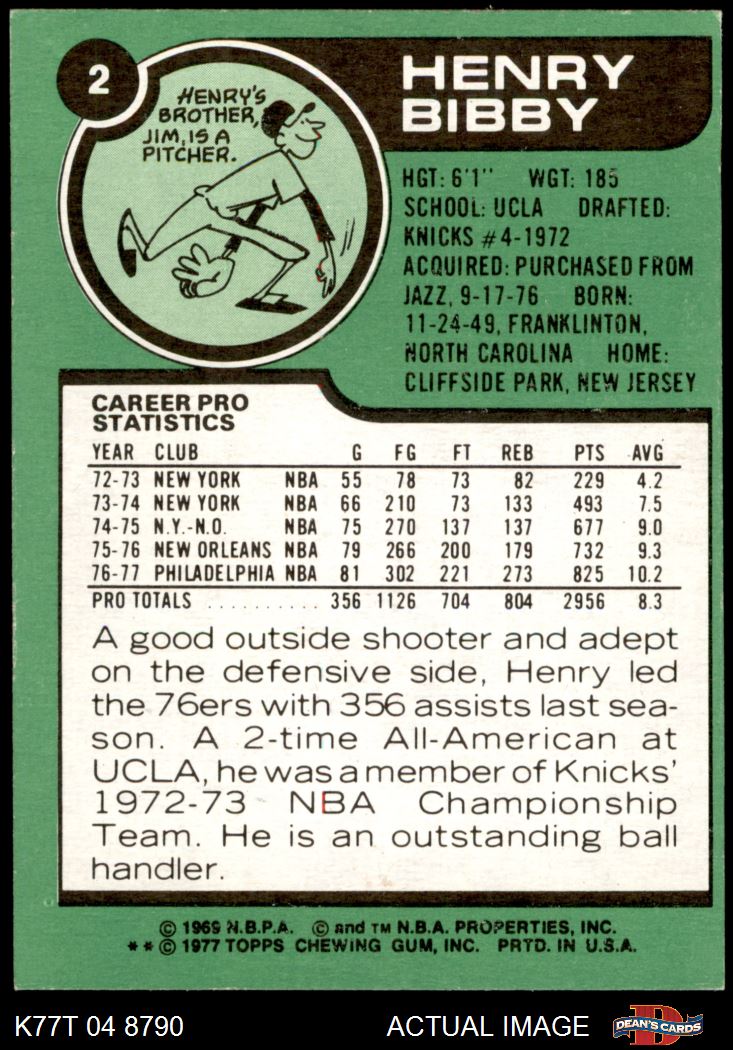 2
HENRY'S
BROTHER,
JIM, IS A
PITCHER.
HENRY
BIBBY
HGT: 6'1" WGT: 185
SCHOOL: UCLA DRAFTED:
KNICKS #4-1972
ACQUIRED: PURCHASED FROM
JAZZ, 9-17-76 BORN:
11-24-49, FRANKLINTON,
NORTH CAROLINA HOME:
CLIFFSIDE PARK, NEW JERSEY
CAREER PRO
STATISTICS
YEAR CLUB G FG FT REB PTS AVG
72-73 NEW YORK NBA 55 78 73 82 229 4.2
73-74 NEW YORK NBA 66 210 73 133 493 7.5
74-75 N.Y.-N.O. NBA 75 270 137 137 677 9.0
75-76 NEW ORLEANS NBA 79 266 200 179 732 9.3
76-77 PHILADELPHIA NBA 81 302 221 273 825 10.2
PRO TOTALS . . . . . . . . . . 356 1126 704 804 2956 8.3
A good outside shooter and adept
on the defensive side, Henry led
the 76ers with 356 assists last sea-
son. A 2-time All-American at
UCLA, he was a member of Knicks'
1972-73 NBA Championship
Team. He is an outstanding ball
handler.
© 1969 N.B.P.A. © and TM N.B.A. PROPERTIES, INC.
* * © 1977 TOPPS CHEWING GUM, INC. PRTD. IN U.S.A.
K77T 04 8790 ACTUAL IMAGE DEAN'S CARDS